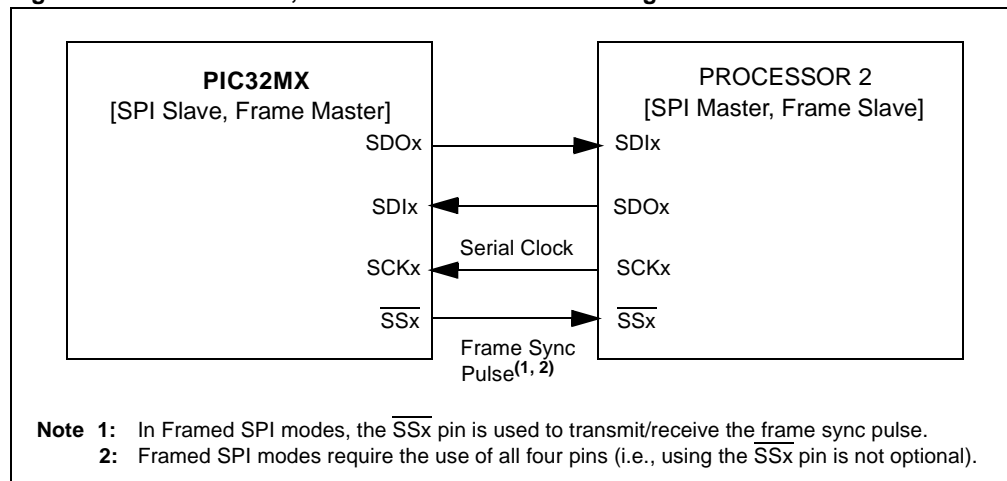 PIC32MX
[SPI Slave, Frame Master]
PROCESSOR 2
[SPI Master, Frame Slave]
SDOx
SDIx
SDIx
SDOx
Serial Clock
SCKx
SCKx
SSx
SSx
Frame Sync
Pulse(1, 2)
Note 1: In Framed SPI modes, the SSx pin is used to transmit/receive the frame sync pulse.
2: Framed SPI modes require the use of all four pins (i.e., using the SSx pin is not optional).